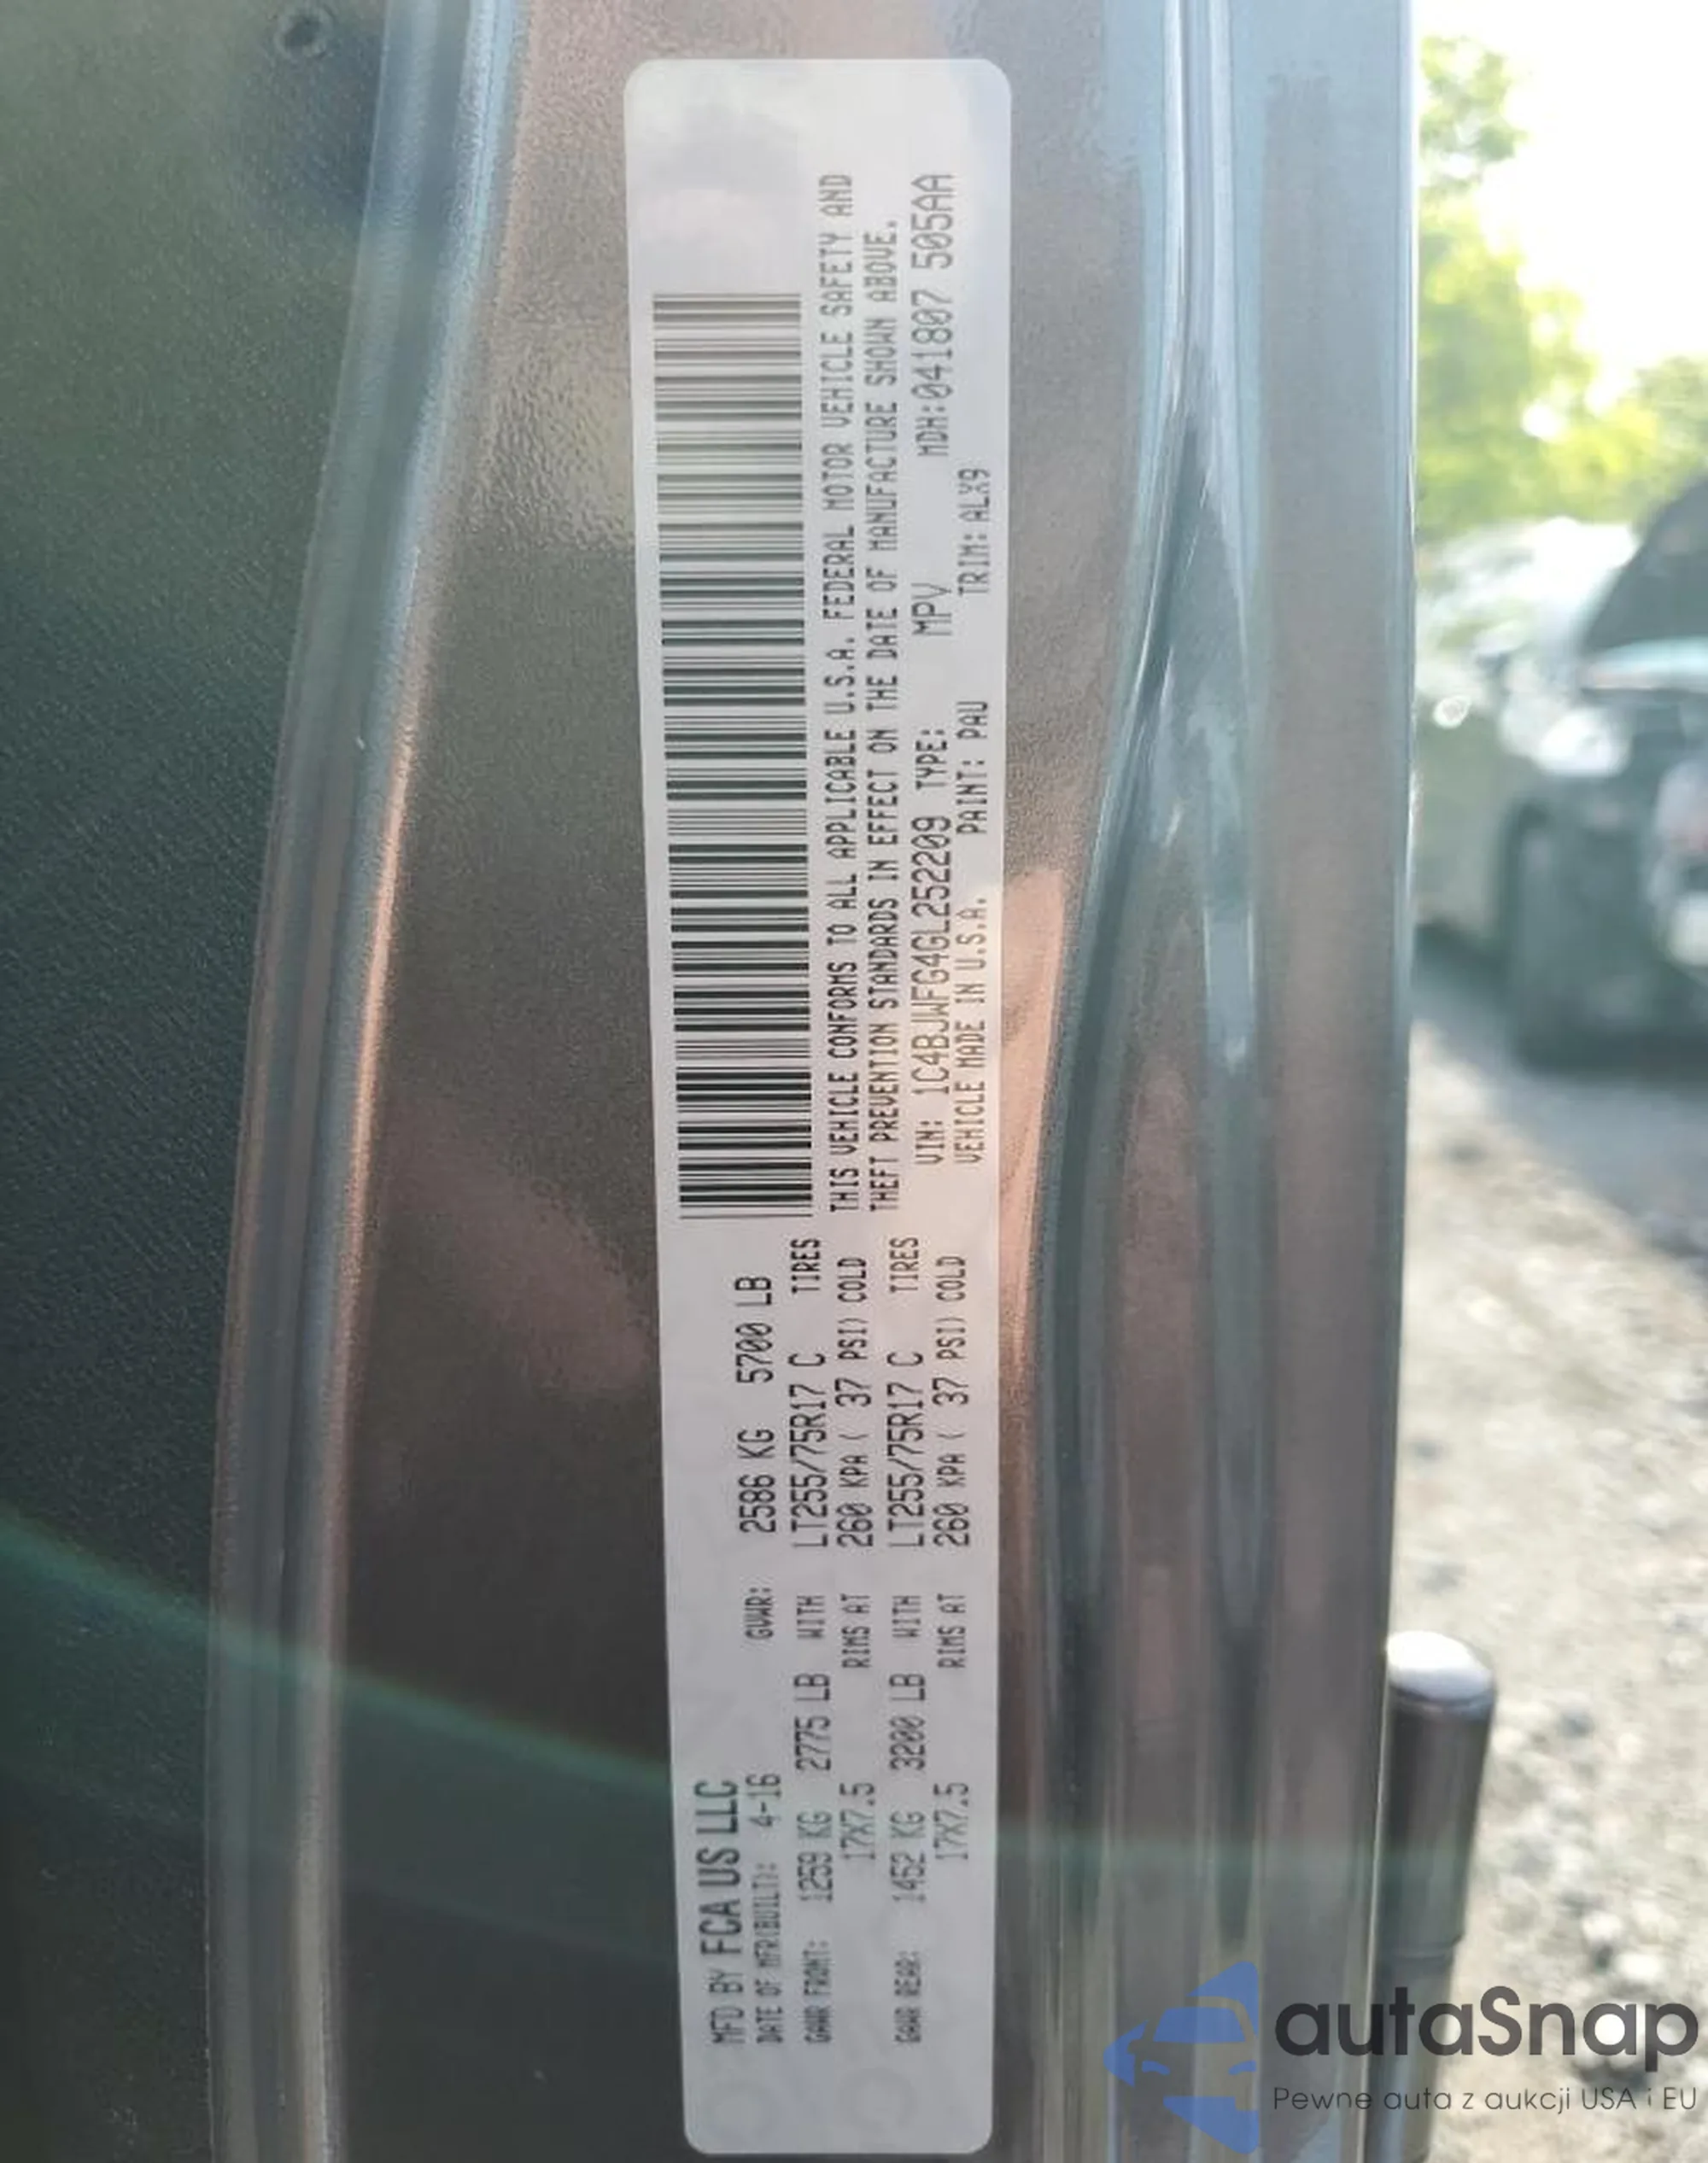 MFD BY FCA US LLC
DATE OF MFR(BUILT): 4-16 GVWR: 2586 KG 5700 LB
GAWR FRONT: 1259 KG 2775 LB WITH LT255/75R17 C TIRES
17X7.5 RIMS AT 260 KPA ( 37 PSI) COLD
GAWR REAR: 1452 KG 3200 LB WITH LT255/75R17 C TIRES
17X7.5 RIMS AT 260 KPA ( 37 PSI) COLD
THIS VEHICLE CONFORMS TO ALL APPLICABLE U.S.A. FEDERAL MOTOR VEHICLE SAFETY AND
THEFT PREVENTION STANDARDS IN EFFECT ON THE DATE OF MANUFACTURE SHOWN ABOVE.
VIN: 1C4BJWFG4GL252209 TYPE: MPV MDH:041807 505AA
VEHICLE MADE IN U.S.A. PAINT: PAU TRIM: ALX9
autaSnap
Pewne auta z aukcji USA i EU